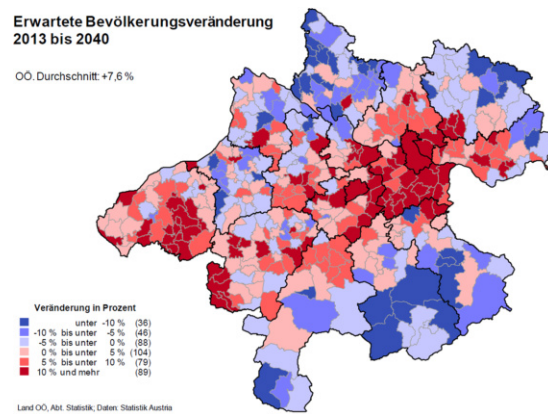 Erwartete Bevölkerungsveränderung
2013 bis 2040
OÖ. Durchschnitt: +7,6 %
Veränderung in Prozent
unter -10 % (36)
-10 % bis unter -5 % (46)
-5 % bis unter 0 % (88)
0 % bis unter 5 % (104)
5 % bis unter 10 % (79)
10 % und mehr (89)
Land OÖ, Abt. Statistik; Daten: Statistik Austria